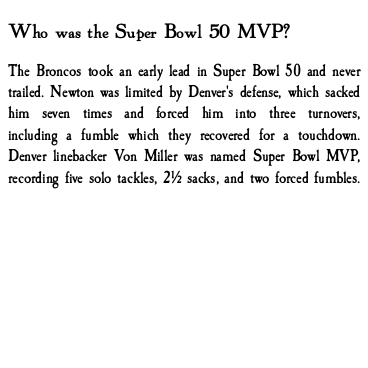 Who was the Super Bowl 50 MVP?
The Broncos took an early lead in Super Bowl 50 and never
trailed. Newton was limited by Denver's defense, which sacked
him seven times and forced him into three turnovers,
including a fumble which they recovered for a touchdown.
Denver linebacker Von Miller was named Super Bowl MVP,
recording five solo tackles, 2½ sacks, and two forced fumbles.